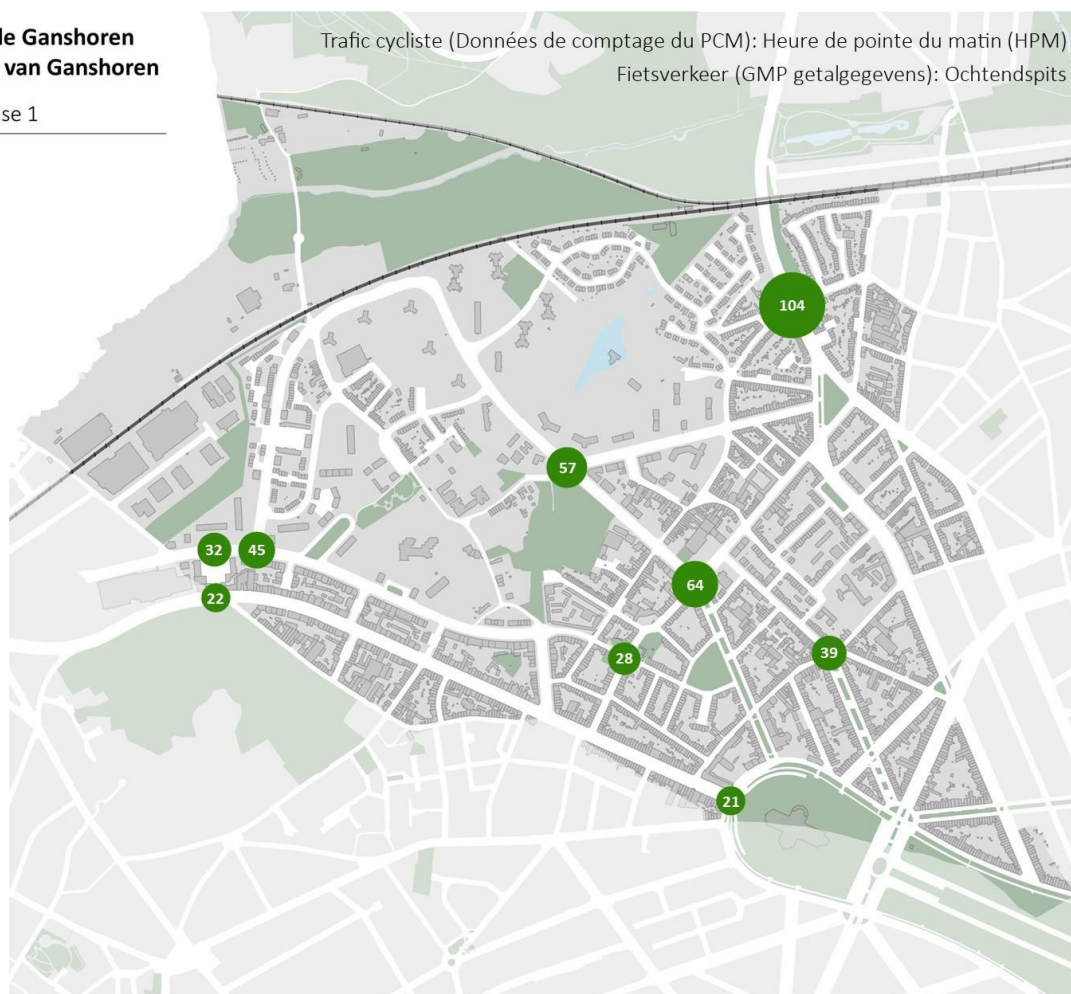 de Ganshoren
van Ganshoren
se 1
Trafic cycliste (Données de comptage du PCM): Heure de pointe du matin (HPM)
Fietsverkeer (GMP getalgegevens): Ochtendspits
104
57
32
45
64
22
28
39
21